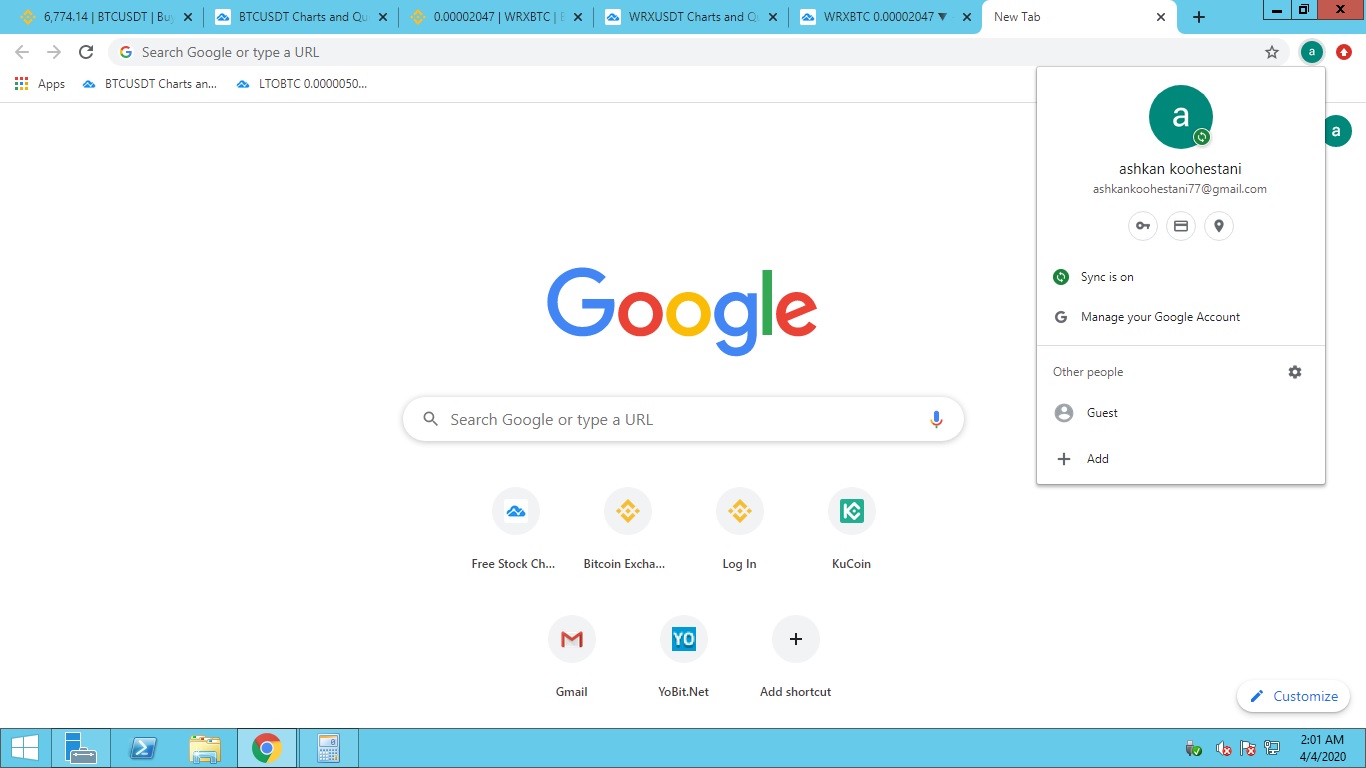 6,774.14 | BTCUSDT | Bu
BTCUSDT Charts and Qu
0.00002047 | WRXBTC |
WRXUSDT Charts and Q
WRXBTC 0.00002047 ▼
New Tab
Search Google or type a URL
a
Apps
BTCUSDT Charts an...
LTOBTC 0.0000050...
a
a
ashkan koohestani
ashkankoohestani77@gmail.com
Sync is on
G Manage your Google Account
Other people
Guest
Add
Google
Search Google or type a URL
Free Stock Ch...
Bitcoin Excha...
Log In
KuCoin
YO
Gmail
YoBit.Net
Add shortcut
Customize
2:01 AM
4/4/2020